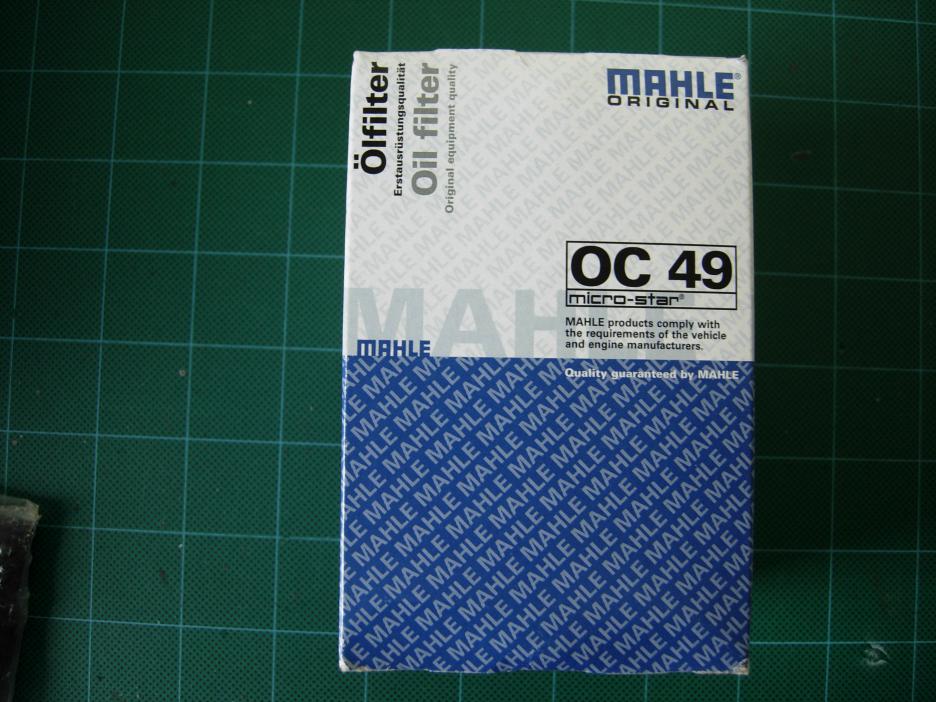 Ölfilter
Erstausrüstungsqualität
Oil filter
Original equipment quality
MAHLE®
ORIGINAL
OC 49
micro-star®
MAHLE products comply with
the requirements of the vehicle
and engine manufacturers.
MAHLE
MAHLE
Quality guaranteed by MAHLE